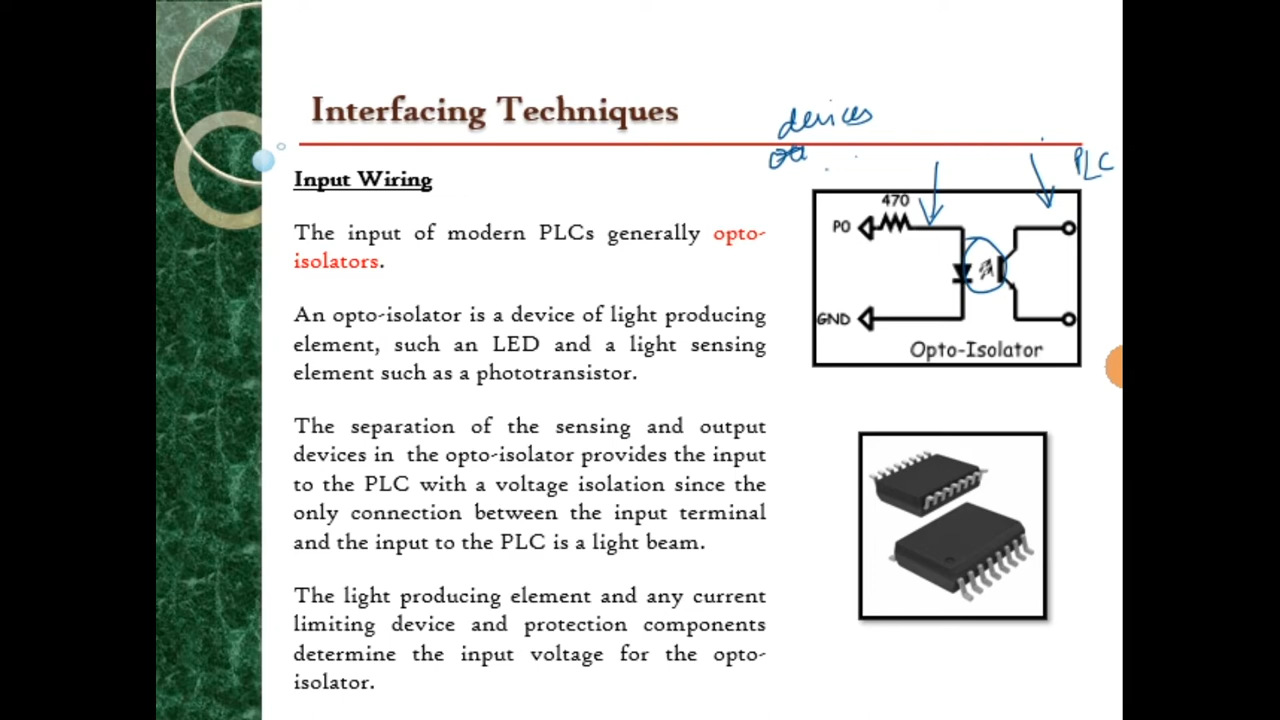 Interfacing Techniques
devices
PLC
Input Wiring
The input of modern PLCs generally opto-
isolators.
An opto-isolator is a device of light producing
element, such an LED and a light sensing
element such as a phototransistor.
The separation of the sensing and output
devices in the opto-isolator provides the input
to the PLC with a voltage isolation since the
only connection between the input terminal
and the input to the PLC is a light beam.
The light producing element and any current
limiting device and protection components
determine the input voltage for the opto-
isolator.
470
P0
GND
Opto-Isolator